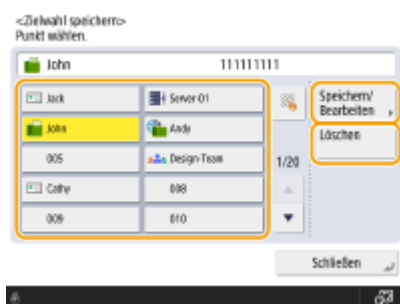 <Zielwahl speichern>
Punkt wählen.
John 111111111
Jack Server 01
John Andy
005 Design-Team
Cathy 008
009 010
1/20
Speichern/
Bearbeiten
Löschen
Schließen